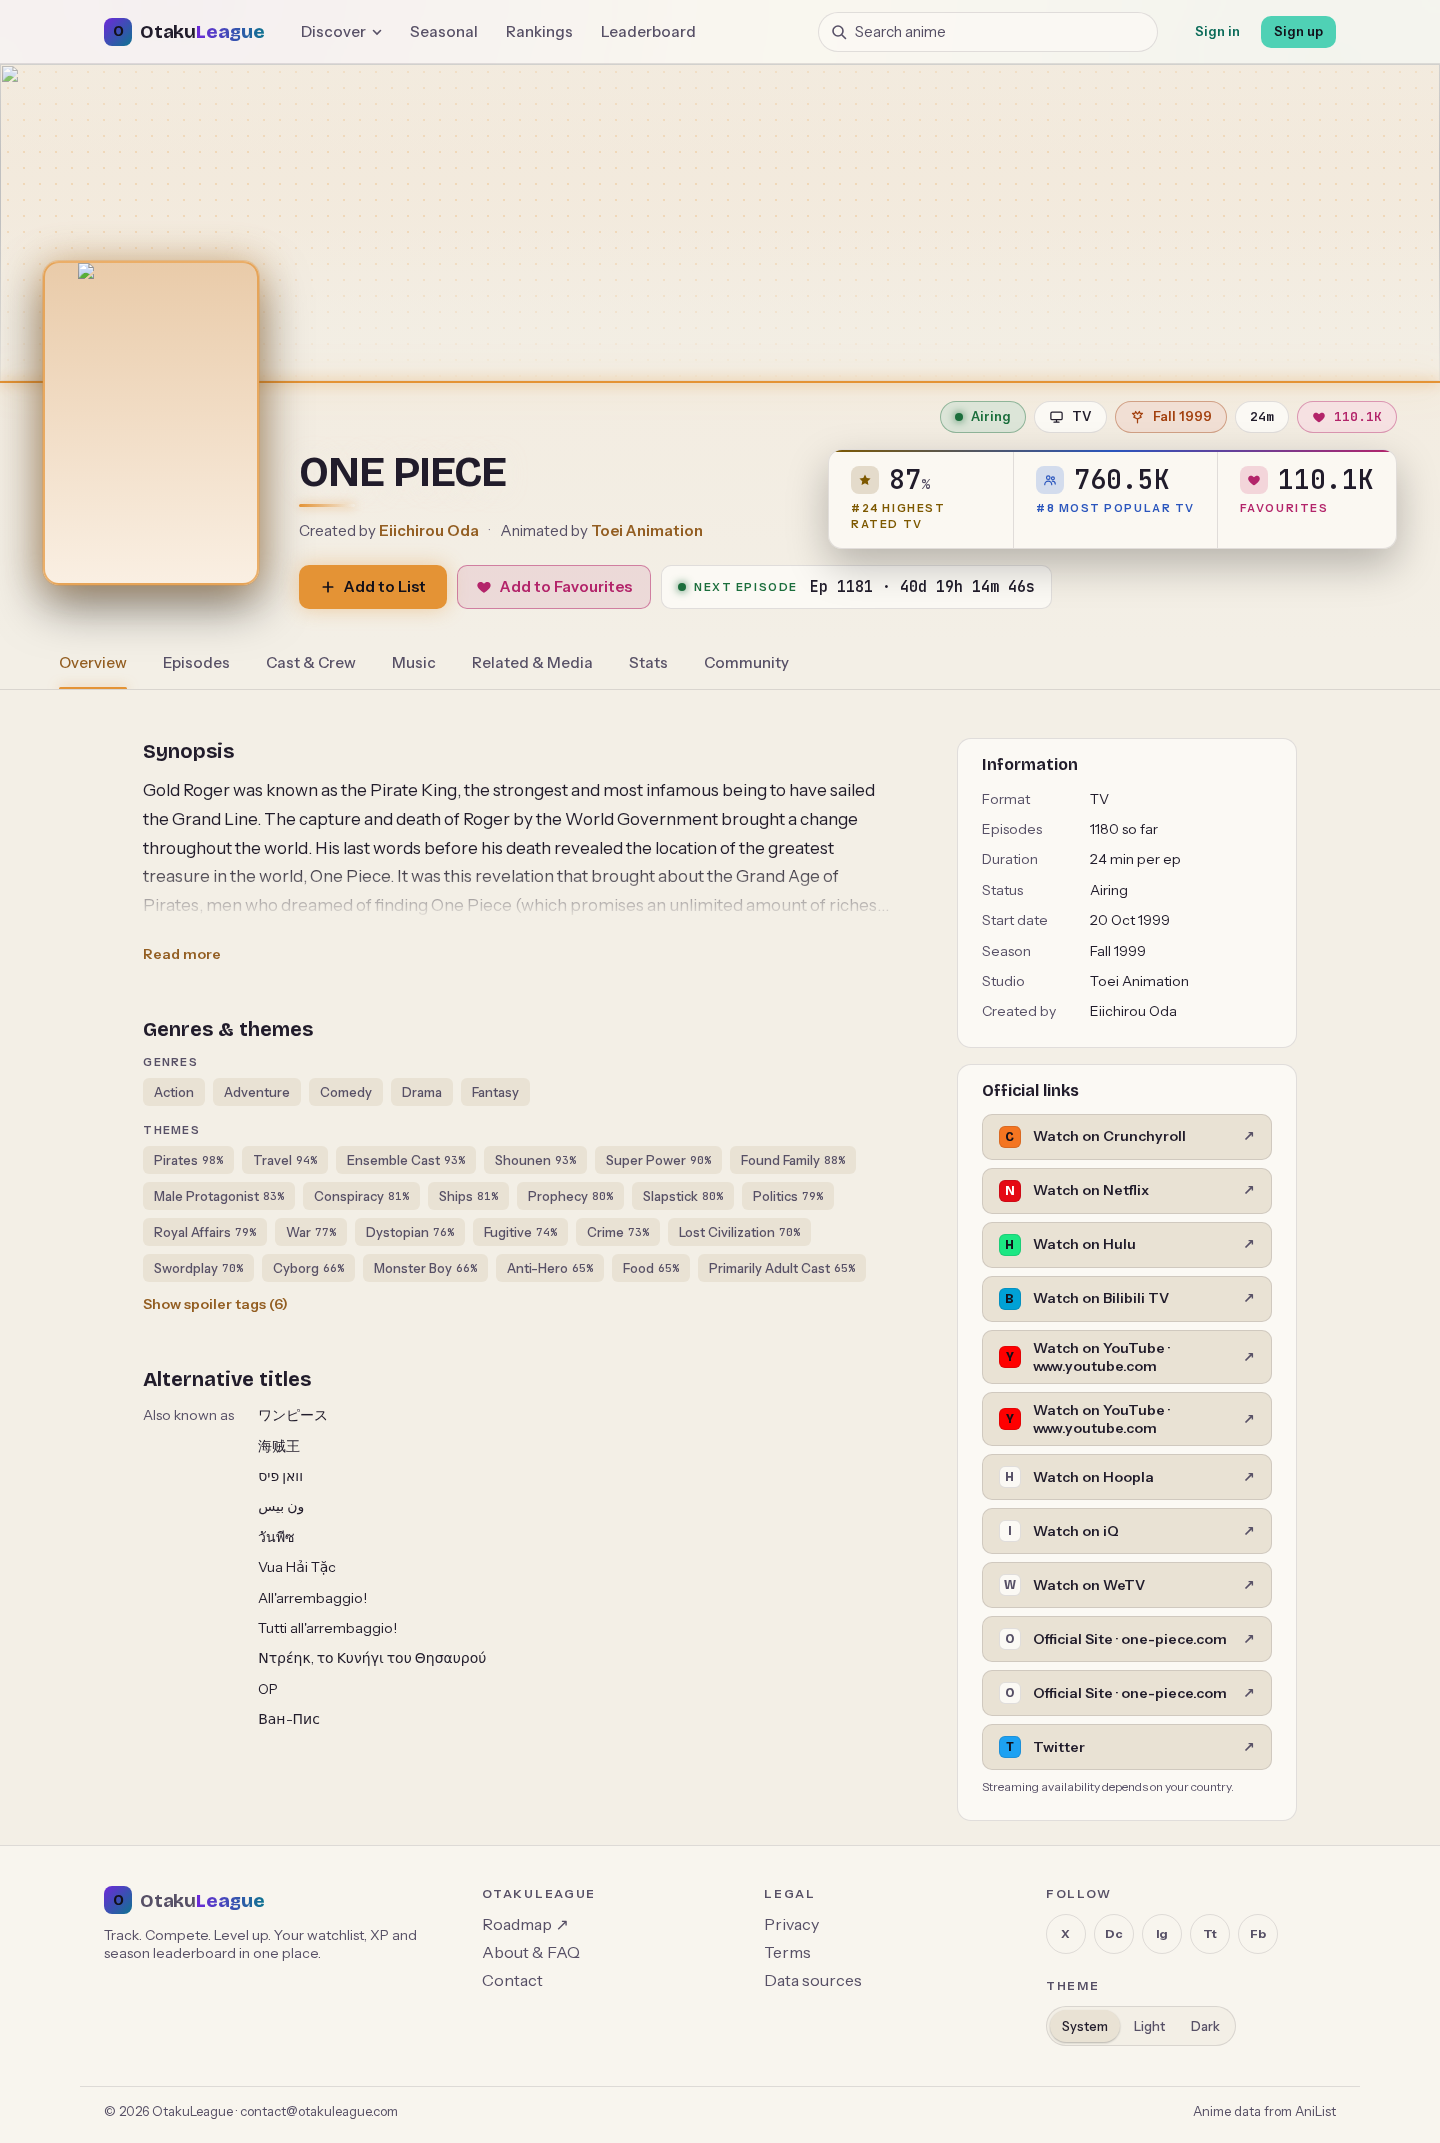 O OtakuLeague Discover Seasonal Rankings Leaderboard Search anime Sign in Sign up
Airing TV Fall 1999 24m 110.1K
ONE PIECE
87% 760.5K 110.1K
#24 HIGHEST RATED TV #8 MOST POPULAR TV FAVOURITES
Created by Eiichirou Oda · Animated by Toei Animation
Add to List Add to Favourites NEXT EPISODE Ep 1181 · 40d 19h 14m 46s
Overview Episodes Cast & Crew Music Related & Media Stats Community
Synopsis
Gold Roger was known as the Pirate King, the strongest and most infamous being to have sailed
the Grand Line. The capture and death of Roger by the World Government brought a change
throughout the world. His last words before his death revealed the location of the greatest
treasure in the world, One Piece. It was this revelation that brought about the Grand Age of
Pirates, men who dreamed of finding One Piece (which promises an unlimited amount of riches...
Read more
Genres & themes
GENRES
Action Adventure Comedy Drama Fantasy
THEMES
Pirates 98% Travel 94% Ensemble Cast 93% Shounen 93% Super Power 90% Found Family 88%
Male Protagonist 83% Conspiracy 81% Ships 81% Prophecy 80% Slapstick 80% Politics 79%
Royal Affairs 79% War 77% Dystopian 76% Fugitive 74% Crime 73% Lost Civilization 70%
Swordplay 70% Cyborg 66% Monster Boy 66% Anti-Hero 65% Food 65% Primarily Adult Cast 65%
Show spoiler tags (6)
Alternative titles
Also known as ワンピース
海贼王
וואן פיס
ون بيس
วันพีซ
Vua Hải Tặc
All'arrembaggio!
Tutti all'arrembaggio!
Ντρέηκ, το Κυνήγι του Θησαυρού
OP
Ван-Пис
Information
Format TV
Episodes 1180 so far
Duration 24 min per ep
Status Airing
Start date 20 Oct 1999
Season Fall 1999
Studio Toei Animation
Created by Eiichirou Oda
Official links
C Watch on Crunchyroll ↗
N Watch on Netflix ↗
H Watch on Hulu ↗
B Watch on Bilibili TV ↗
Y Watch on YouTube · www.youtube.com ↗
Y Watch on YouTube · www.youtube.com ↗
H Watch on Hoopla ↗
I Watch on iQ ↗
W Watch on WeTV ↗
O Official Site · one-piece.com ↗
O Official Site · one-piece.com ↗
T Twitter ↗
Streaming availability depends on your country.
O OtakuLeague
Track. Compete. Level up. Your watchlist, XP and
season leaderboard in one place.
OTAKULEAGUE
Roadmap ↗
About & FAQ
Contact
LEGAL
Privacy
Terms
Data sources
FOLLOW
X Dc Ig Tt Fb
THEME
System Light Dark
© 2026 OtakuLeague · contact@otakuleague.com
Anime data from AniList